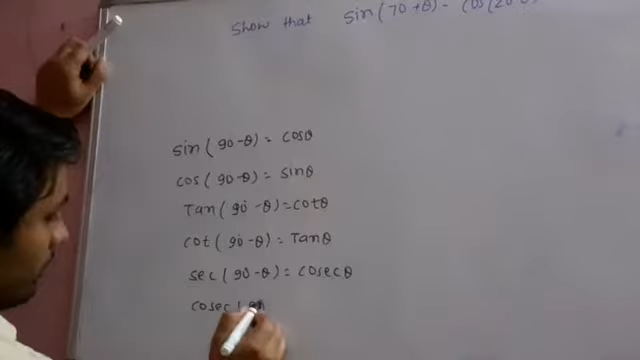 Show that sin(70+θ) - cos(20-θ)
sin(90-θ) = cosθ
cos(90-θ) = sinθ
Tan(90°-θ)=cotθ
cot(90°-θ) = Tanθ
sec(90°-θ) = cosecθ
cosec(90